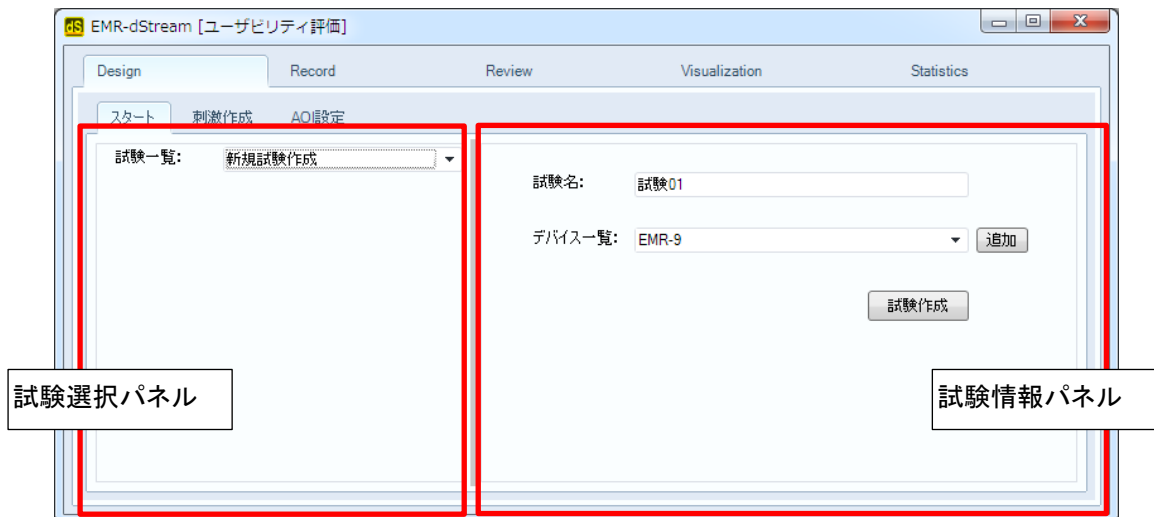 dS EMR-dStream [ユーザビリティ評価]
Design Record Review Visualization Statistics
スタート 刺激作成 AOI設定
試験一覧: 新規試験作成
試験名: 試験01
デバイス一覧: EMR-9 追加
試験作成
試験選択パネル
試験情報パネル